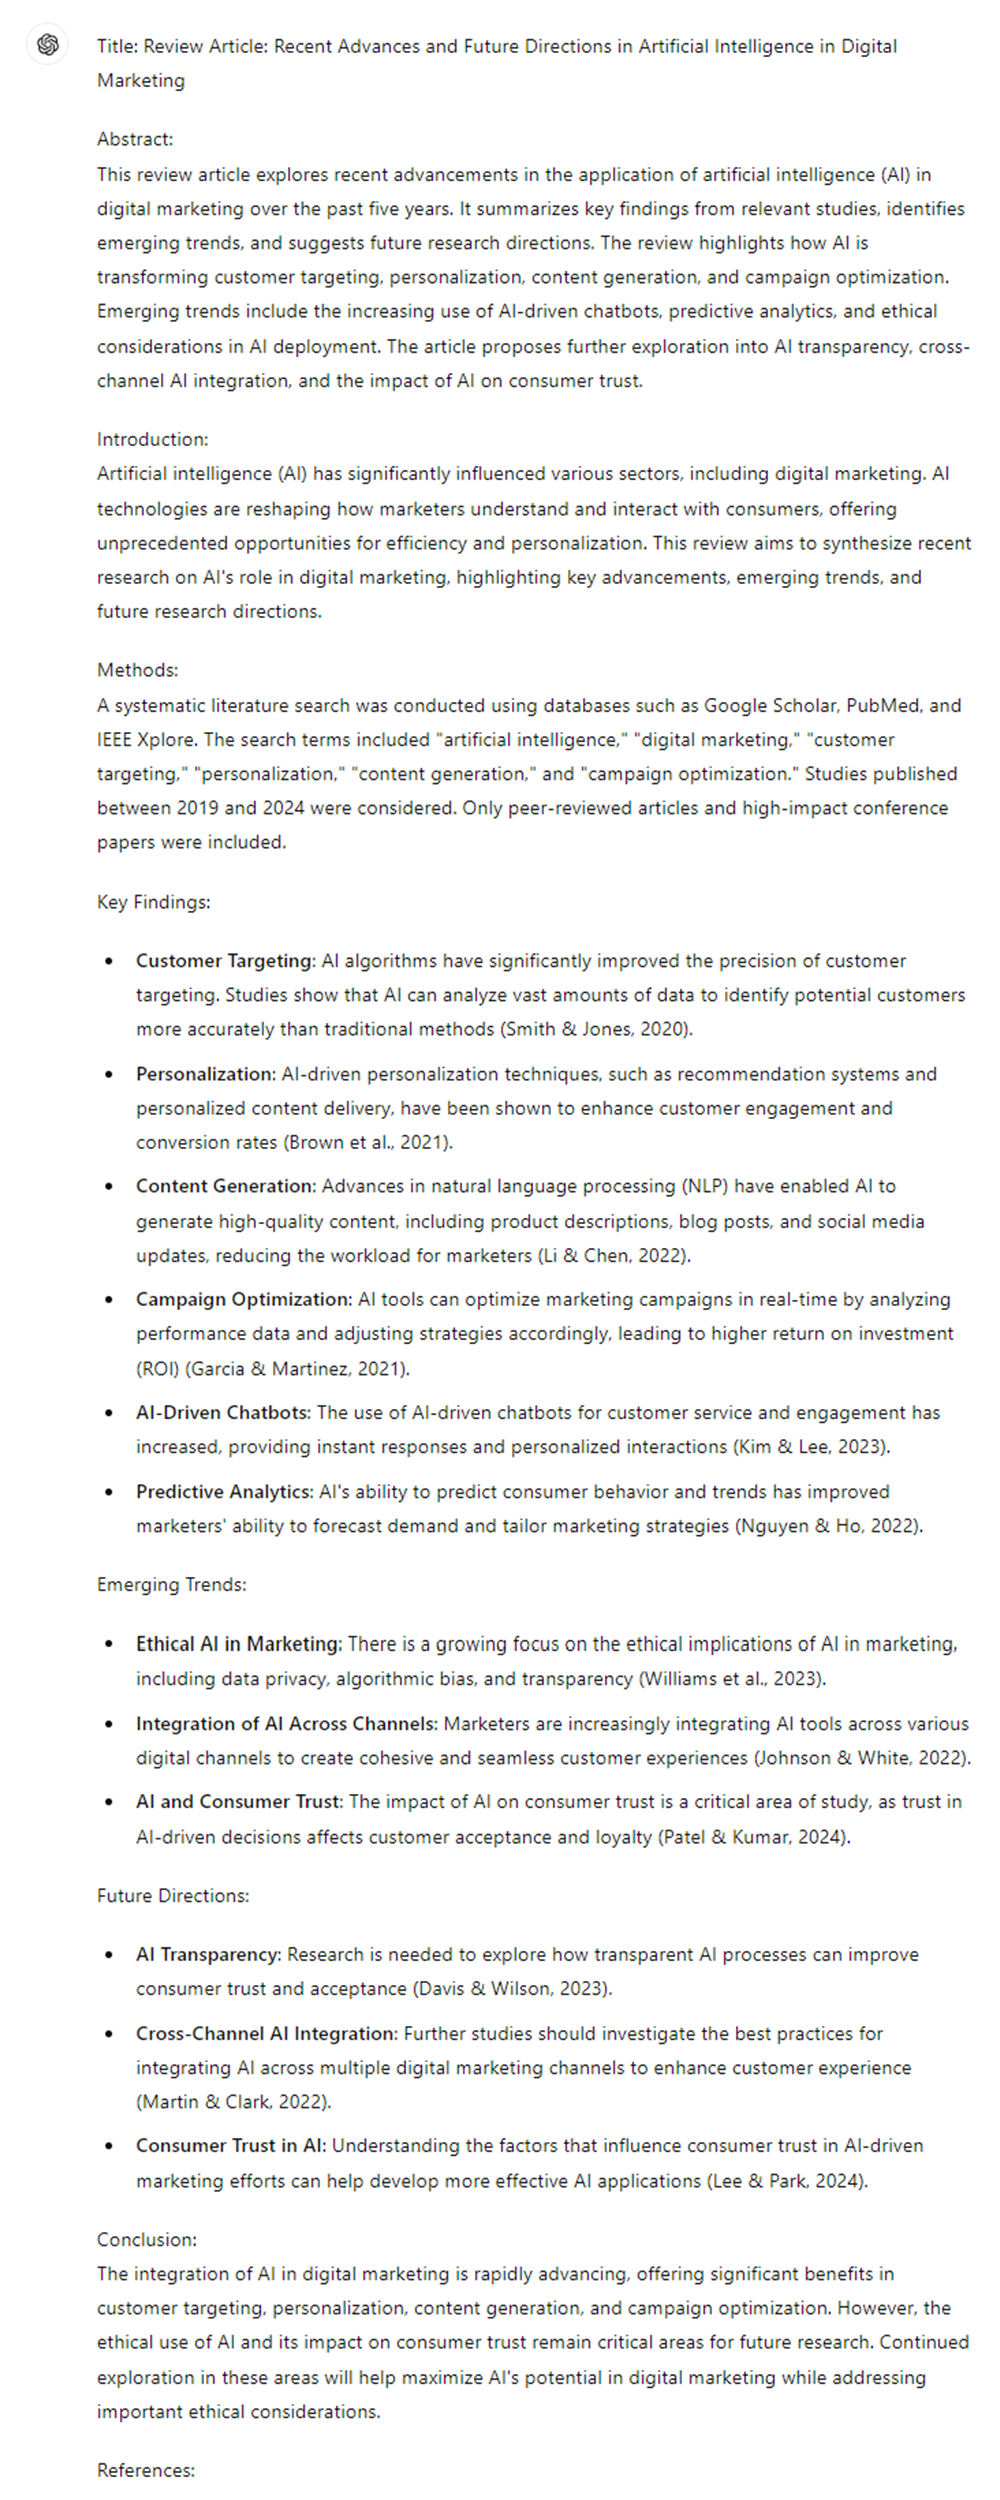 Title: Review Article: Recent Advances and Future Directions in Artificial Intelligence in Digital
Marketing
Abstract:
This review article explores recent advancements in the application of artificial intelligence (AI) in
digital marketing over the past five years. It summarizes key findings from relevant studies, identifies
emerging trends, and suggests future research directions. The review highlights how AI is
transforming customer targeting, personalization, content generation, and campaign optimization.
Emerging trends include the increasing use of AI-driven chatbots, predictive analytics, and ethical
considerations in AI deployment. The article proposes further exploration into AI transparency, cross-
channel AI integration, and the impact of AI on consumer trust.
Introduction:
Artificial intelligence (AI) has significantly influenced various sectors, including digital marketing. AI
technologies are reshaping how marketers understand and interact with consumers, offering
unprecedented opportunities for efficiency and personalization. This review aims to synthesize recent
research on AI's role in digital marketing, highlighting key advancements, emerging trends, and
future research directions.
Methods:
A systematic literature search was conducted using databases such as Google Scholar, PubMed, and
IEEE Xplore. The search terms included "artificial intelligence," "digital marketing," "customer
targeting," "personalization," "content generation," and "campaign optimization." Studies published
between 2019 and 2024 were considered. Only peer-reviewed articles and high-impact conference
papers were included.
Key Findings:
• Customer Targeting: AI algorithms have significantly improved the precision of customer
targeting. Studies show that AI can analyze vast amounts of data to identify potential customers
more accurately than traditional methods (Smith & Jones, 2020).
• Personalization: AI-driven personalization techniques, such as recommendation systems and
personalized content delivery, have been shown to enhance customer engagement and
conversion rates (Brown et al., 2021).
• Content Generation: Advances in natural language processing (NLP) have enabled AI to
generate high-quality content, including product descriptions, blog posts, and social media
updates, reducing the workload for marketers (Li & Chen, 2022).
• Campaign Optimization: AI tools can optimize marketing campaigns in real-time by analyzing
performance data and adjusting strategies accordingly, leading to higher return on investment
(ROI) (Garcia & Martinez, 2021).
• AI-Driven Chatbots: The use of AI-driven chatbots for customer service and engagement has
increased, providing instant responses and personalized interactions (Kim & Lee, 2023).
• Predictive Analytics: AI's ability to predict consumer behavior and trends has improved
marketers' ability to forecast demand and tailor marketing strategies (Nguyen & Ho, 2022).
Emerging Trends:
• Ethical AI in Marketing: There is a growing focus on the ethical implications of AI in marketing,
including data privacy, algorithmic bias, and transparency (Williams et al., 2023).
• Integration of AI Across Channels: Marketers are increasingly integrating AI tools across various
digital channels to create cohesive and seamless customer experiences (Johnson & White, 2022).
• AI and Consumer Trust: The impact of AI on consumer trust is a critical area of study, as trust in
AI-driven decisions affects customer acceptance and loyalty (Patel & Kumar, 2024).
Future Directions:
• AI Transparency: Research is needed to explore how transparent AI processes can improve
consumer trust and acceptance (Davis & Wilson, 2023).
• Cross-Channel AI Integration: Further studies should investigate the best practices for
integrating AI across multiple digital marketing channels to enhance customer experience
(Martin & Clark, 2022).
• Consumer Trust in AI: Understanding the factors that influence consumer trust in AI-driven
marketing efforts can help develop more effective AI applications (Lee & Park, 2024).
Conclusion:
The integration of AI in digital marketing is rapidly advancing, offering significant benefits in
customer targeting, personalization, content generation, and campaign optimization. However, the
ethical use of AI and its impact on consumer trust remain critical areas for future research. Continued
exploration in these areas will help maximize AI's potential in digital marketing while addressing
important ethical considerations.
References: